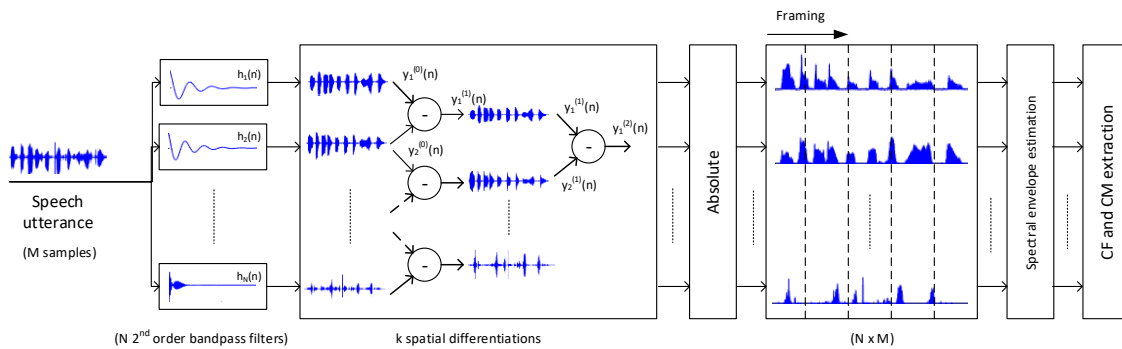 Framing
h₁(n)
y₁⁽⁰⁾(n)
y₁⁽¹⁾(n)
y₁⁽¹⁾(n)
y₁⁽²⁾(n)
-
-
h₂(n)
y₂⁽⁰⁾(n)
y₂⁽¹⁾(n)
-
Speech
utterance
(M samples)
Absolute
Spectral envelope estimation
CF and CM extraction
-
h_N(n)
(N 2ⁿᵈ order bandpass filters)
k spatial differentiations
(N x M)